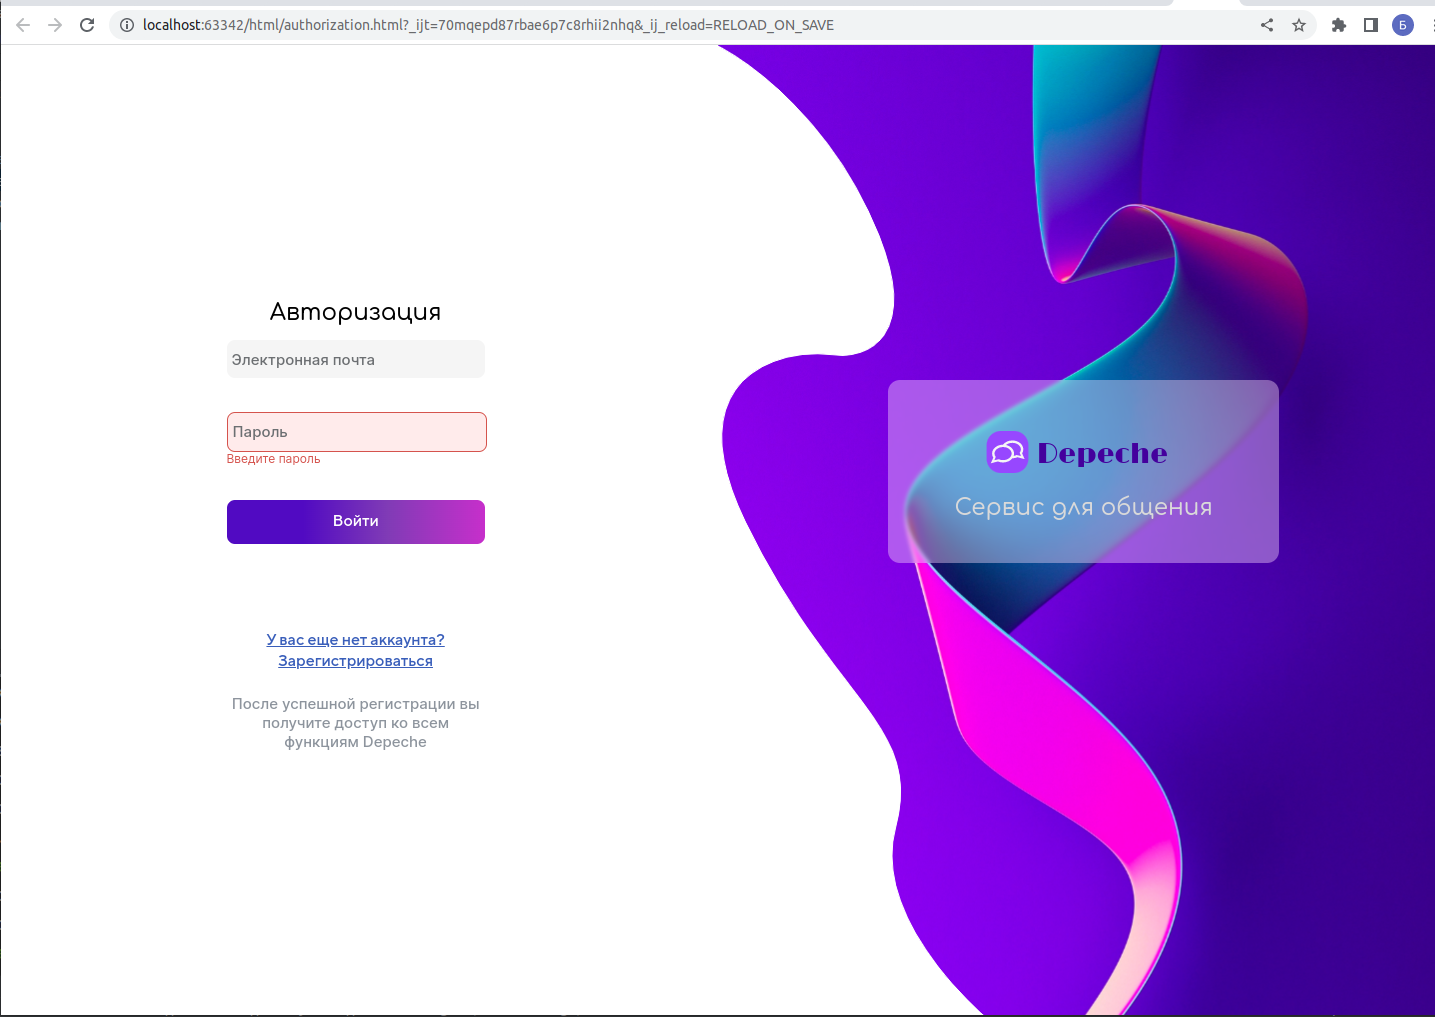 localhost:63342/html/authorization.html?_ijt=70mqepd87rbae6p7c8rhii2nhq&_ij_reload=RELOAD_ON_SAVE
Б
Авторизация
Электронная почта
Пароль
Введите пароль
Войти
У вас еще нет аккаунта?
Зарегистрироваться
После успешной регистрации вы
получите доступ ко всем
функциям Depeche
Depeche
Сервис для общения